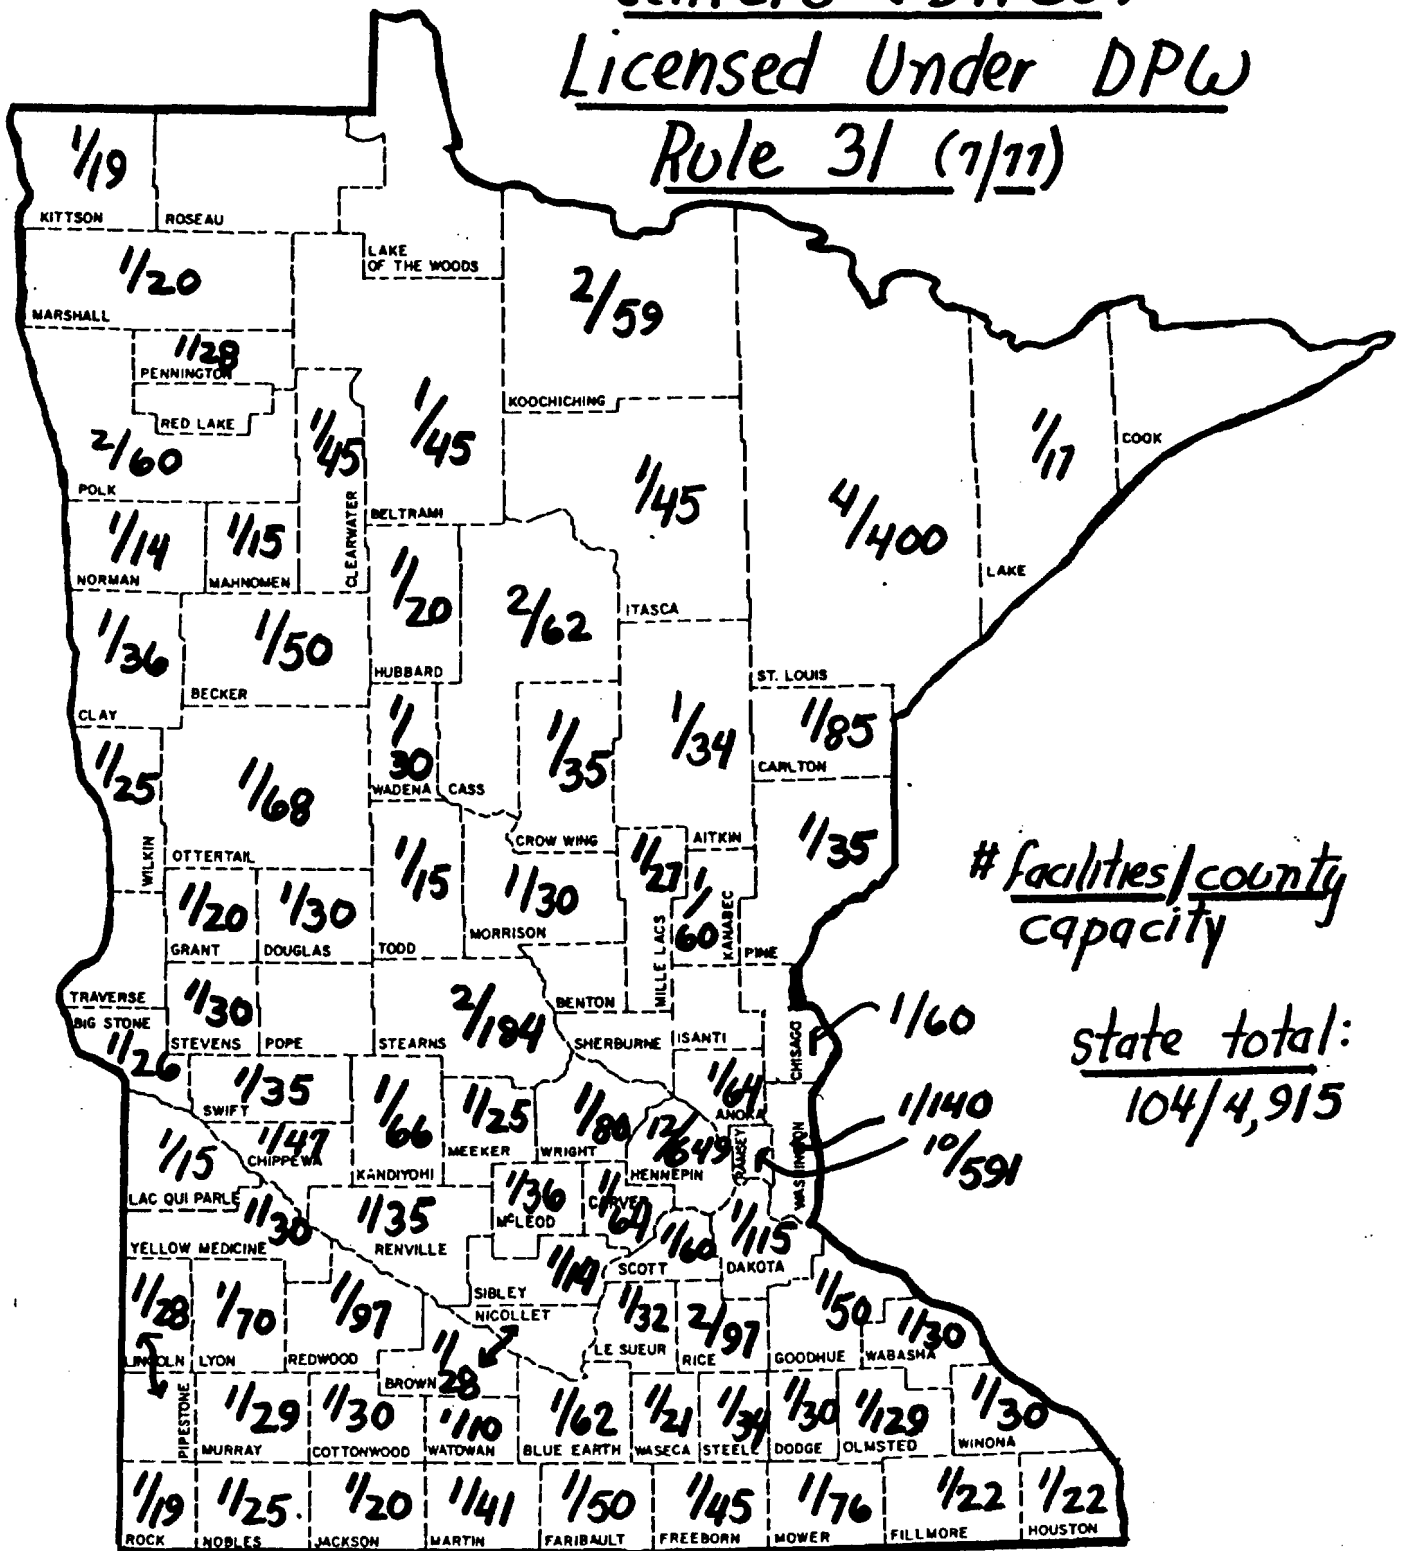 Licensed Under DPW
Rule 31 (7/77)
1/19
KITTSON
ROSEAU
LAKE
OF THE WOODS
1/20
MARSHALL
2/59
KOOCHICHING
1/28
PENNINGTON
RED LAKE
2/60
POLK
1/45
CLEARWATER
1/45
BELTRAMI
1/45
ITASCA
4/400
ST. LOUIS
1/17
LAKE
COOK
1/14
NORMAN
1/15
MAHNOMEN
1/20
HUBBARD
2/62
CASS
1/36
CLAY
1/50
BECKER
1/30
WADENA
1/35
CROW WING
1/34
AITKIN
1/85
CARLTON
1/25
WILKIN
1/68
OTTERTAIL
1/15
TODD
1/30
MORRISON
1/27
MILLE LACS
1/60
KANABEC
1/35
PINE
# facilities/county
capacity
1/20
GRANT
1/30
DOUGLAS
TRAVERSE
BIG STONE
1/26
1/30
STEVENS
POPE
2/184
STEARNS
BENTON
SHERBURNE
ISANTI
CHISAGO
1/60
state total:
104/4,915
1/35
SWIFT
1/66
KANDIYOHI
1/25
MEEKER
1/80
WRIGHT
12/649
HENNEPIN
1/64
ANOKA
RAMSEY
WASHINGTON
1/140
10/591
1/15
LAC QUI PARLE
1/47
CHIPPEWA
1/30
YELLOW MEDICINE
1/35
RENVILLE
1/36
McLEOD
CARVER
1/60
SCOTT
1/115
DAKOTA
1/14
SIBLEY
NICOLLET
1/28
LINCOLN
1/70
LYON
1/97
REDWOOD
1/28
BROWN
1/32
LE SUEUR
2/97
RICE
1/50
GOODHUE
1/30
WABASHA
PIPESTONE
1/29
MURRAY
1/30
COTTONWOOD
1/10
WATOWAN
1/62
BLUE EARTH
1/21
WASECA
1/34
STEELE
1/30
DODGE
1/129
OLMSTED
1/30
WINONA
1/19
ROCK
1/25
NOBLES
1/20
JACKSON
1/41
MARTIN
1/50
FARIBAULT
1/45
FREEBORN
1/76
MOWER
1/22
FILLMORE
1/22
HOUSTON